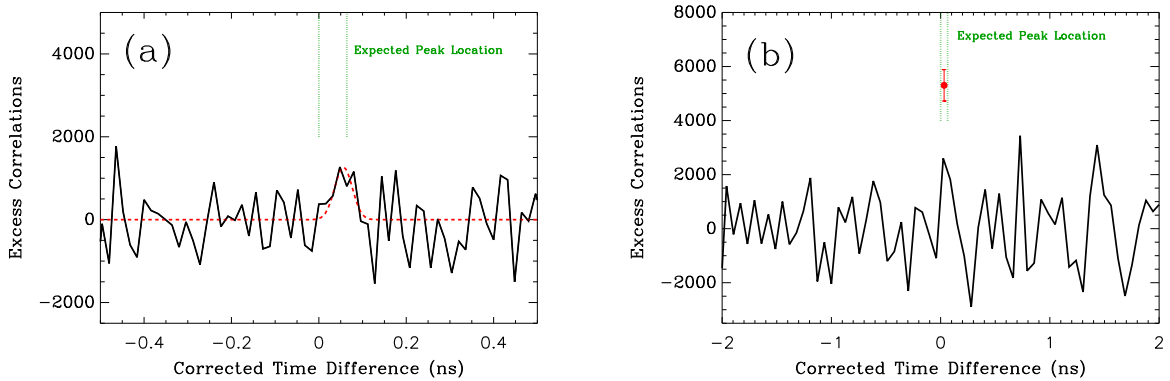 (a)
Expected Peak Location
4000
2000
0
−2000
Excess Correlations
−0.4 −0.2 0 0.2 0.4
Corrected Time Difference (ns)
(b)
Expected Peak Location
8000
6000
4000
2000
0
−2000
Excess Correlations
−2 −1 0 1 2
Corrected Time Difference (ns)